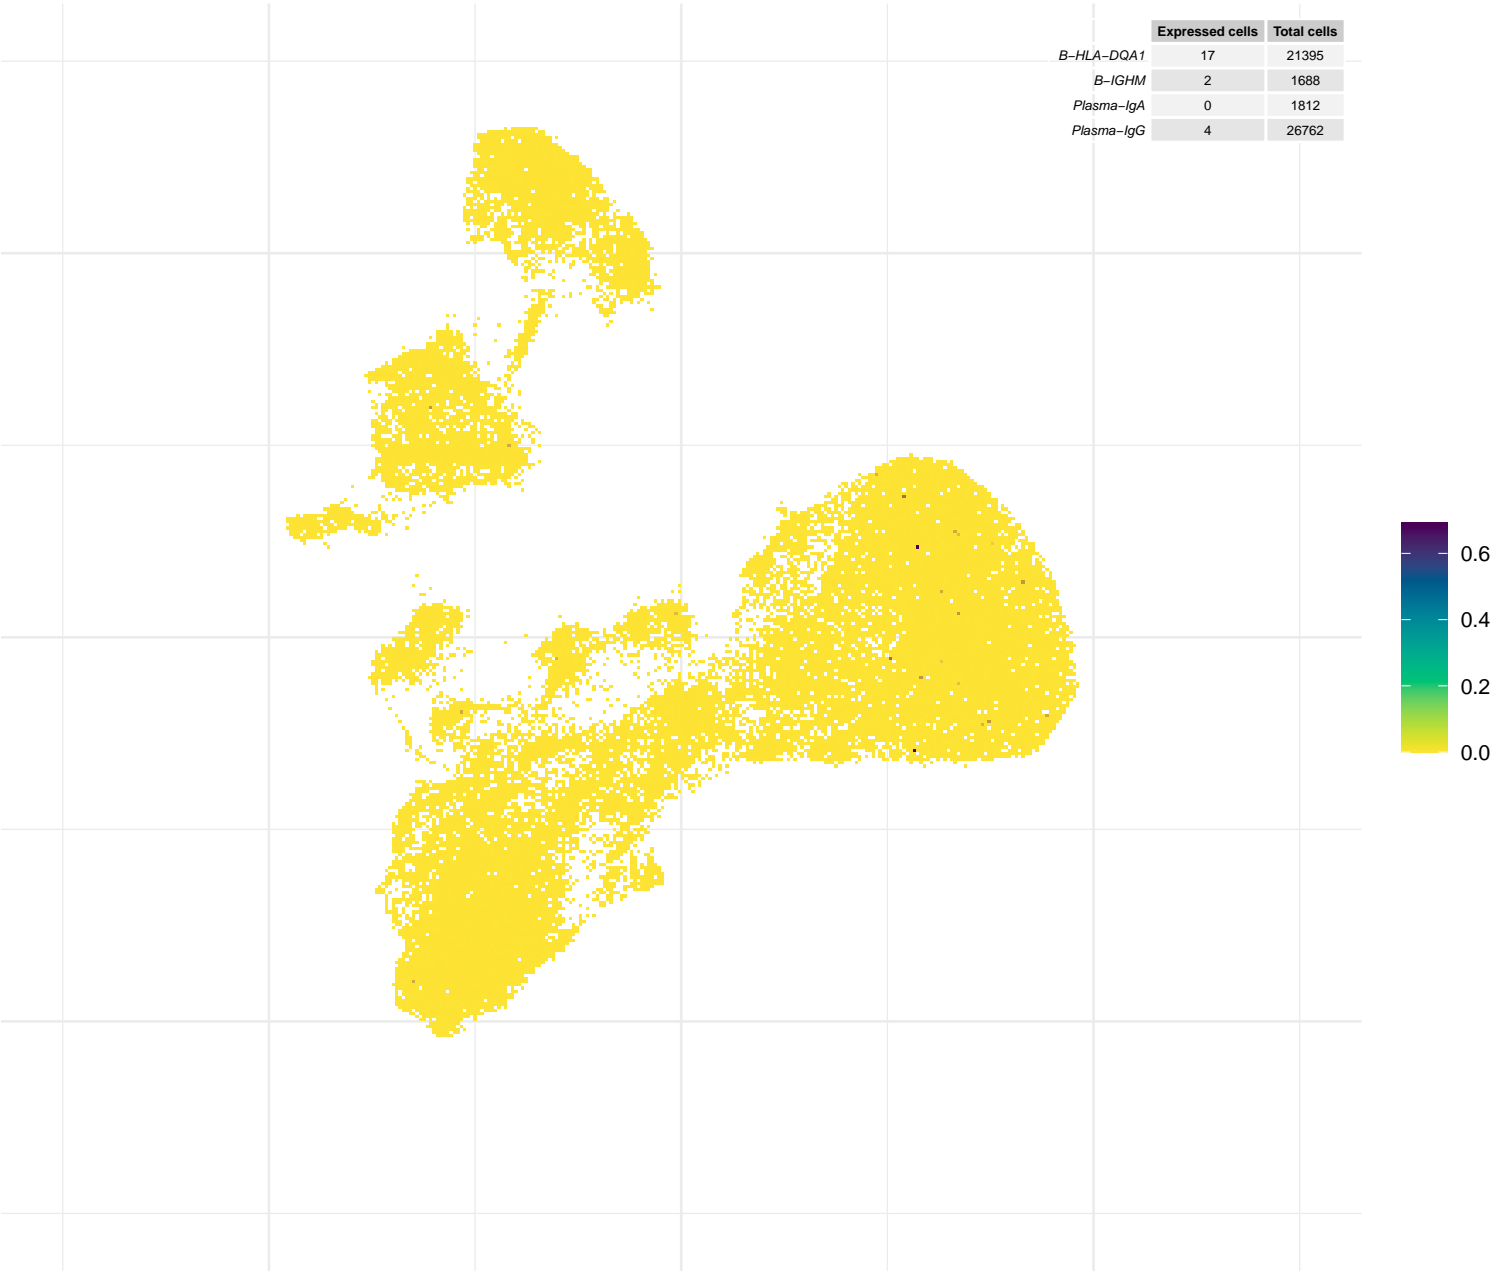 Expressed cells Total cells
B−HLA−DQA1 17 21395
B−IGHM 2 1688
Plasma−IgA 0 1812
Plasma−IgG 4 26762
0.6
0.4
0.2
0.0